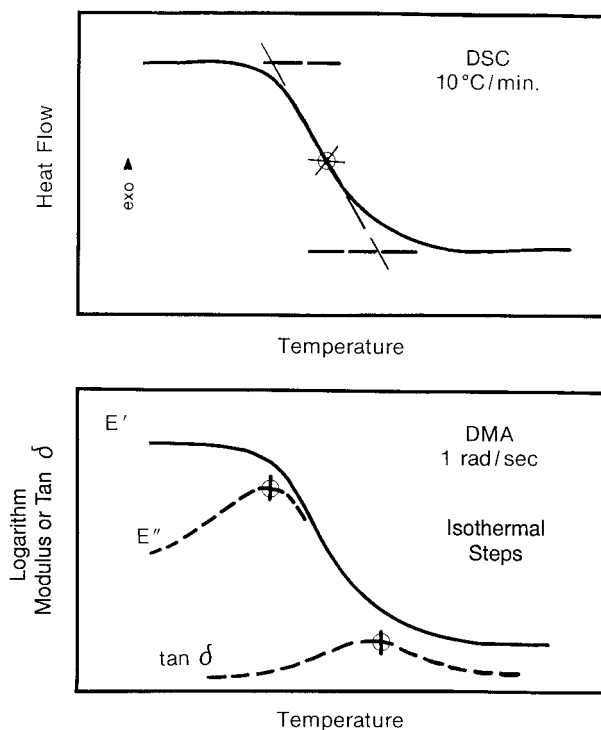 DSC
10°C/min.
Heat Flow
exo
Temperature
E′
DMA
1 rad/sec
Logarithm
Modulus or Tan δ
E″
Isothermal
Steps
tan δ
Temperature